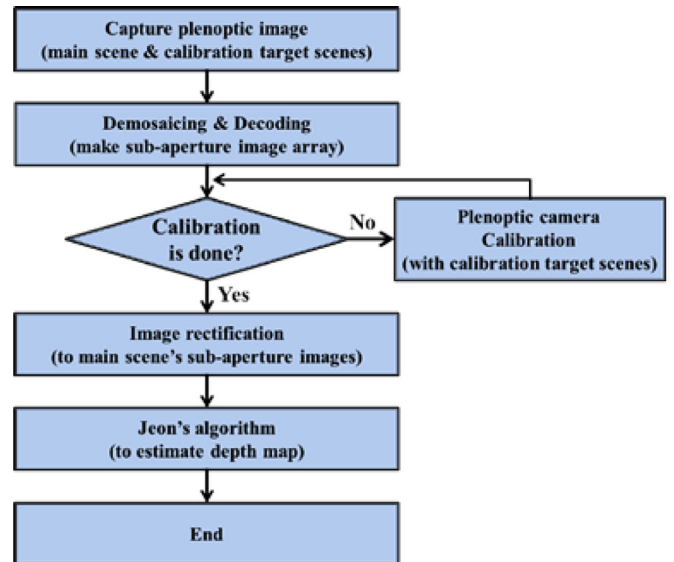 Capture plenoptic image
(main scene & calibration target scenes)
Demosaicing & Decoding
(make sub-aperture image array)
Calibration
is done?
No
Plenoptic camera
Calibration
(with calibration target scenes)
Yes
Image rectification
(to main scene's sub-aperture images)
Jeon's algorithm
(to estimate depth map)
End